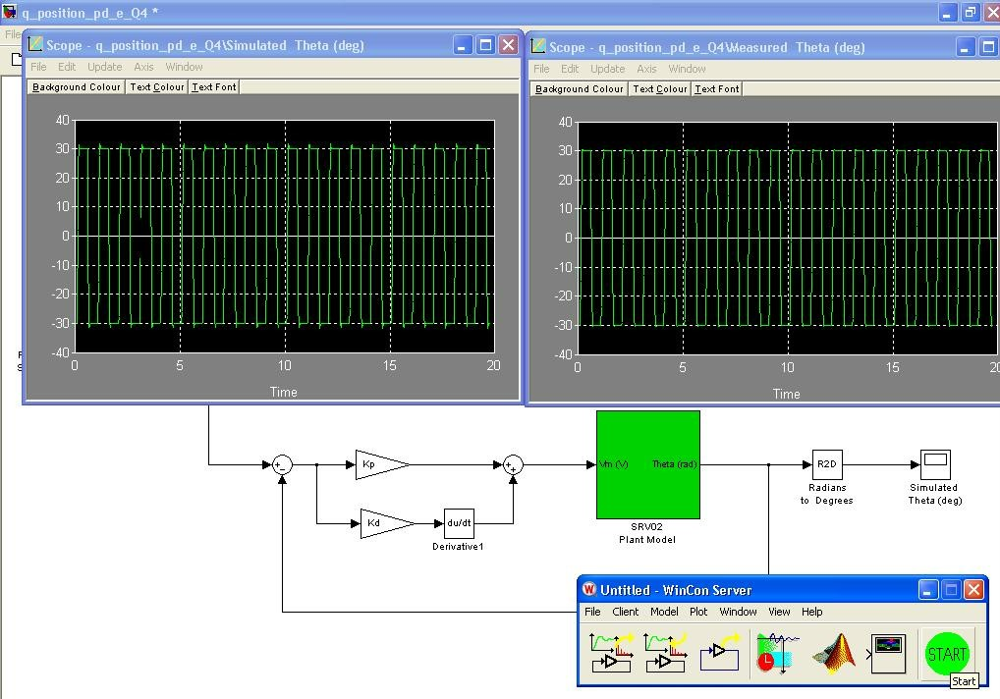 q_position_pd_e_Q4 *
File
Scope - q_position_pd_e_Q4\Simulated Theta (deg)
File Edit Update Axis Window
Background Colour Text Colour Text Font
40
30
20
10
0
-10
-20
-30
-40
0 5 10 15 20
Time
Scope - q_position_pd_e_Q4\Measured Theta (deg)
File Edit Update Axis Window
Background Colour Text Colour Text Font
40
30
20
10
0
-10
-20
-30
-40
0 5 10 15 20
Time
Kp
Kd
du/dt
Derivative1
Vm (V) Theta (rad)
SRV02
Plant Model
R2D
Radians
to Degrees
Simulated
Theta (deg)
Untitled - WinCon Server
File Client Model Plot Window View Help
START
Start